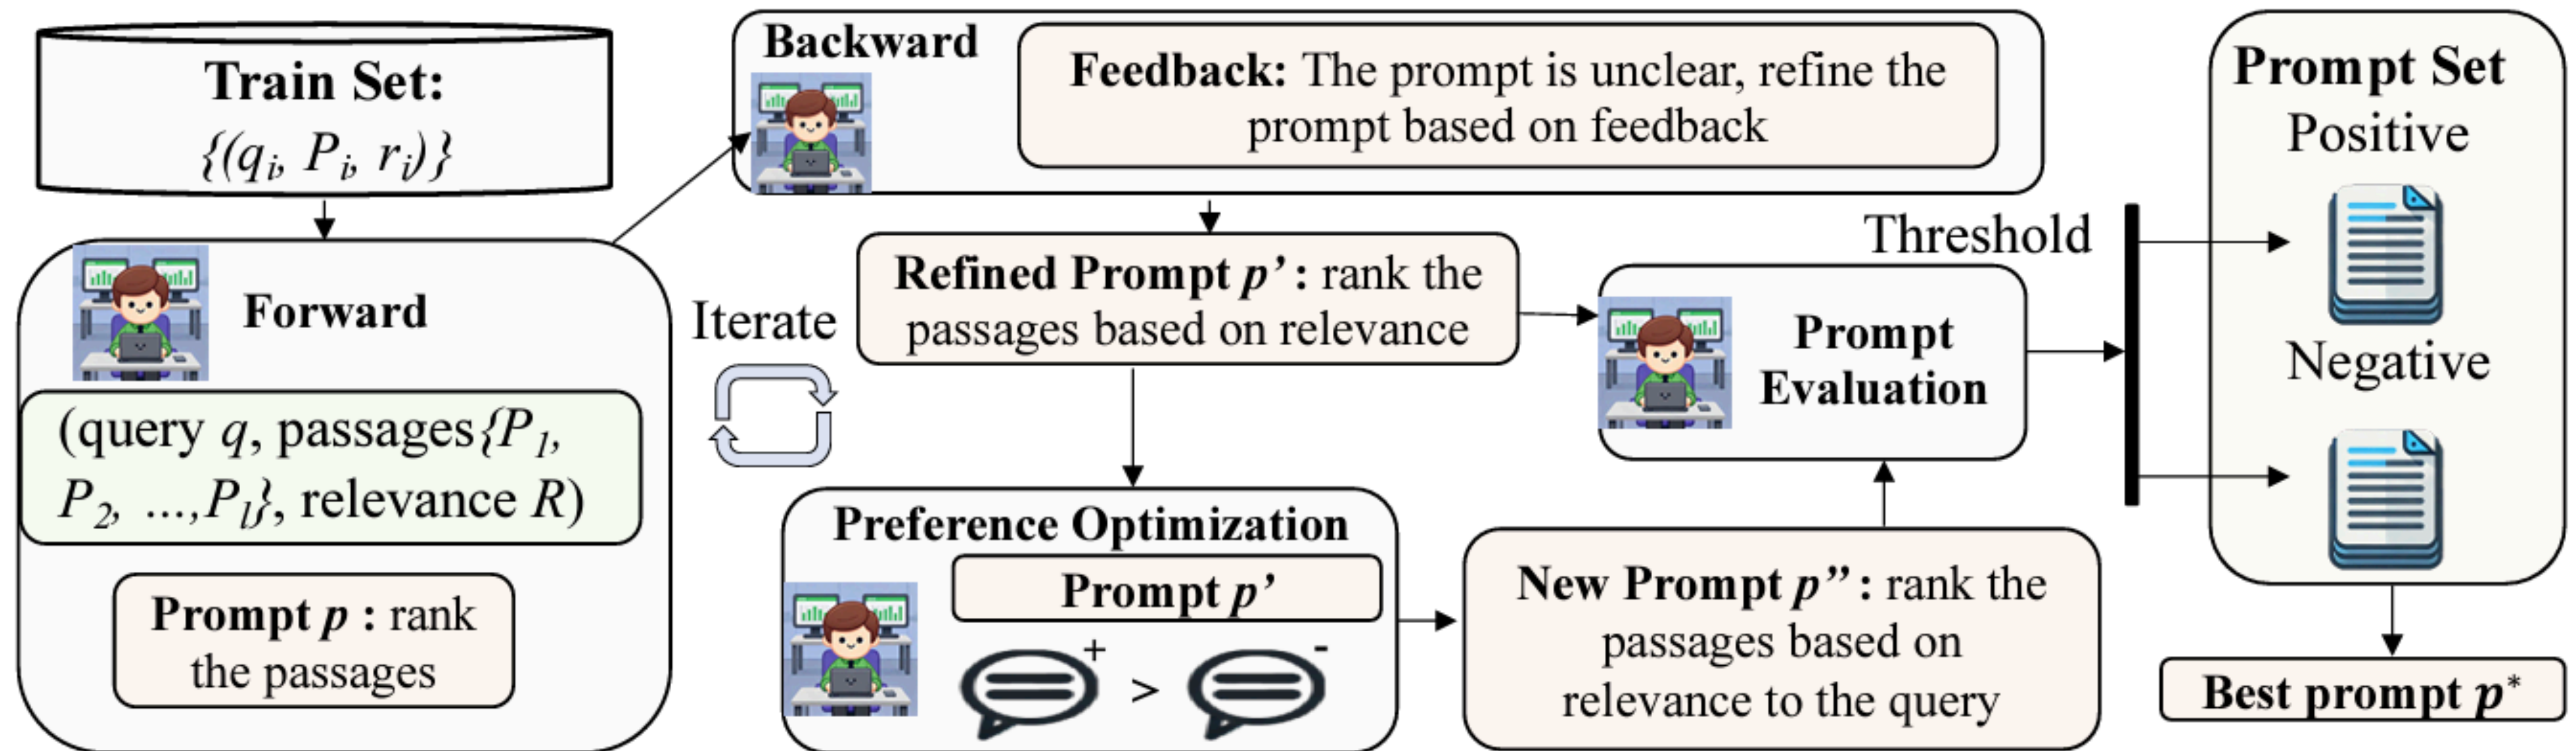 Train Set:
{(qi, Pi, ri)}
Forward
(query q, passages{P1,
P2, ...,Pl}, relevance R)
Prompt p : rank
the passages
Backward
Feedback: The prompt is unclear, refine the
prompt based on feedback
Iterate
Refined Prompt p’ : rank the
passages based on relevance
Preference Optimization
Prompt p’
+ > -
New Prompt p’’ : rank the
passages based on
relevance to the query
Prompt
Evaluation
Threshold
Prompt Set
Positive
Negative
Best prompt p*